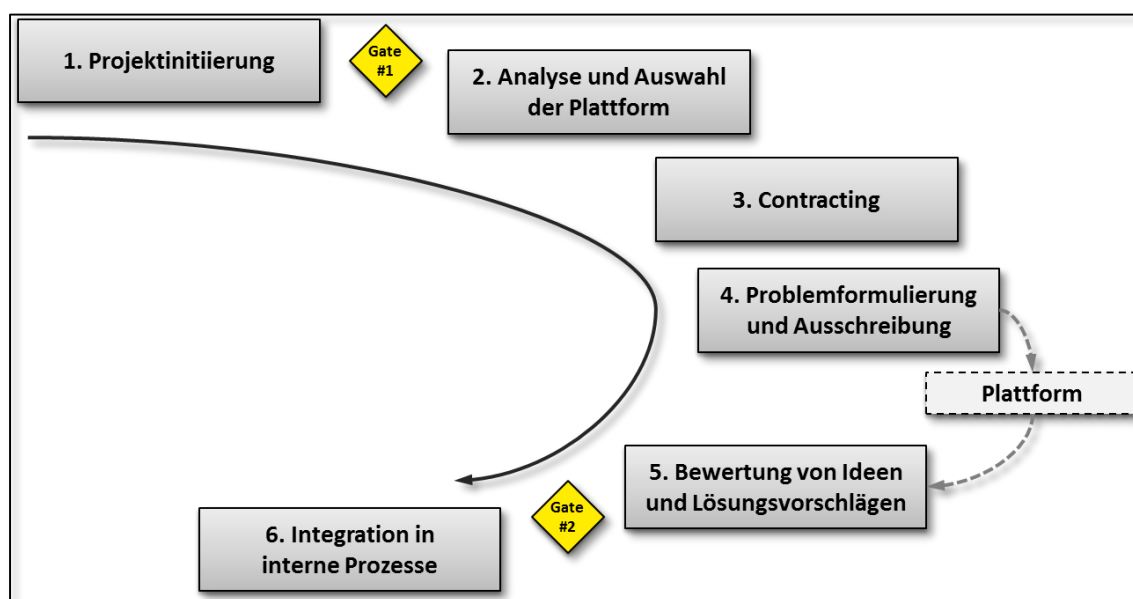 1. Projektinitiierung
Gate
#1
2. Analyse und Auswahl
der Plattform
3. Contracting
4. Problemformulierung
und Ausschreibung
Plattform
5. Bewertung von Ideen
und Lösungsvorschlägen
Gate
#2
6. Integration in
interne Prozesse